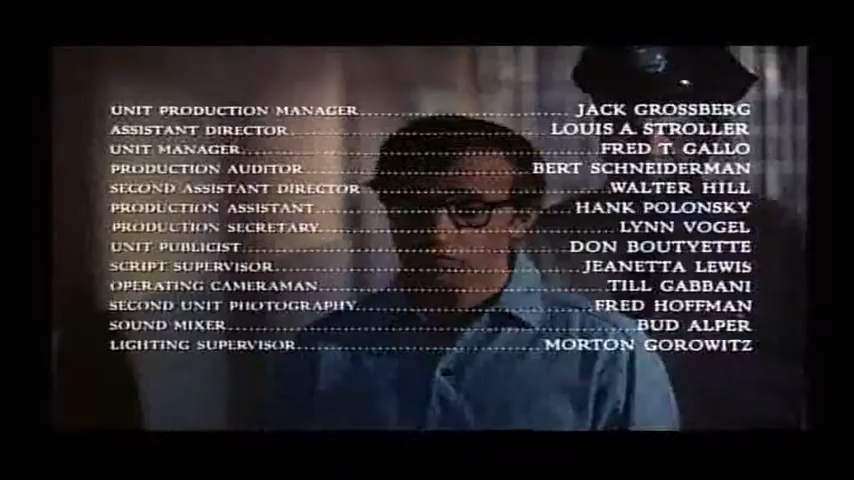 UNIT PRODUCTION MANAGER........................................ JACK GROSSBERG
ASSISTANT DIRECTOR.................................................. LOUIS A. STROLLER
UNIT MANAGER............................................................ FRED T. GALLO
PRODUCTION AUDITOR........................................ BERT SCHNEIDERMAN
SECOND ASSISTANT DIRECTOR........................................ WALTER HILL
PRODUCTION ASSISTANT........................................ HANK POLONSKY
PRODUCTION SECRETARY........................................ LYNN VOGEL
UNIT PUBLICIST........................................................ DON BOUTYETTE
SCRIPT SUPERVISOR.................................................. JEANETTA LEWIS
OPERATING CAMERAMAN........................................ TILL GABBANI
SECOND UNIT PHOTOGRAPHY........................................ FRED HOFFMAN
SOUND MIXER............................................................ BUD ALPER
LIGHTING SUPERVISOR........................................ MORTON GOROWITZ